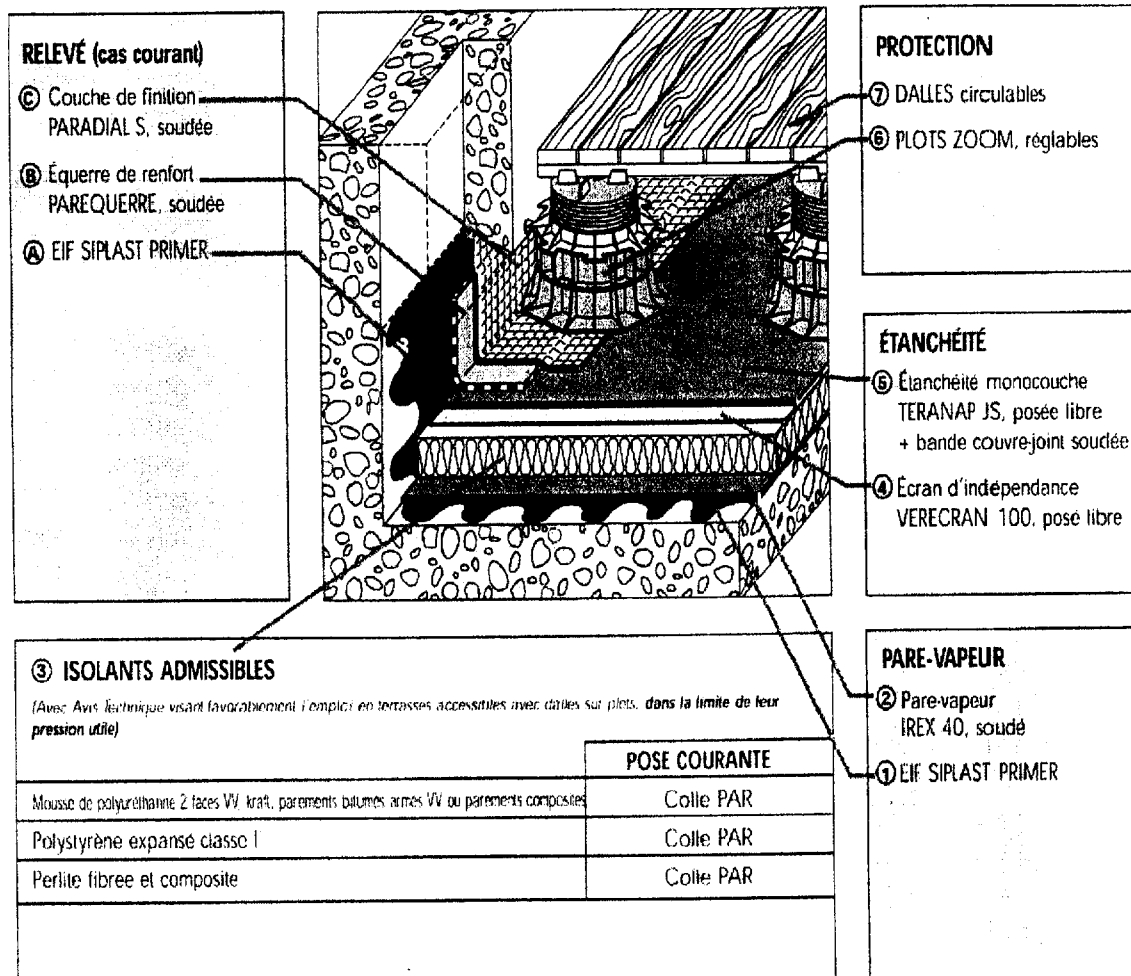 RELEVÉ (cas courant)
Ⓒ Couche de finition
PARADIAL S, soudée
Ⓑ Équerre de renfort
PAREQUERRE, soudée
Ⓐ EIF SIPLAST PRIMER
PROTECTION
⑦ DALLES circulables
⑥ PLOTS ZOOM, réglables
ÉTANCHÉITÉ
⑤ Étanchéité monocouche
TERANAP JS, posée libre
+ bande couvre-joint soudée
④ Écran d'indépendance
VERECRAN 100, posé libre
PARE-VAPEUR
② Pare-vapeur
IREX 40, soudé
① EIF SIPLAST PRIMER
③ ISOLANTS ADMISSIBLES
(Avec Avis Technique visant favorablement l'emploi en terrasses accessibles avec dalles sur plots, dans la limite de leur
pression utile)
POSE COURANTE
Mousse de polyuréthanne 2 faces VV, kraft, parements bitumés armés VV ou parements composites
Colle PAR
Polystyrène expansé classe I
Colle PAR
Perlite fibrée et composite
Colle PAR